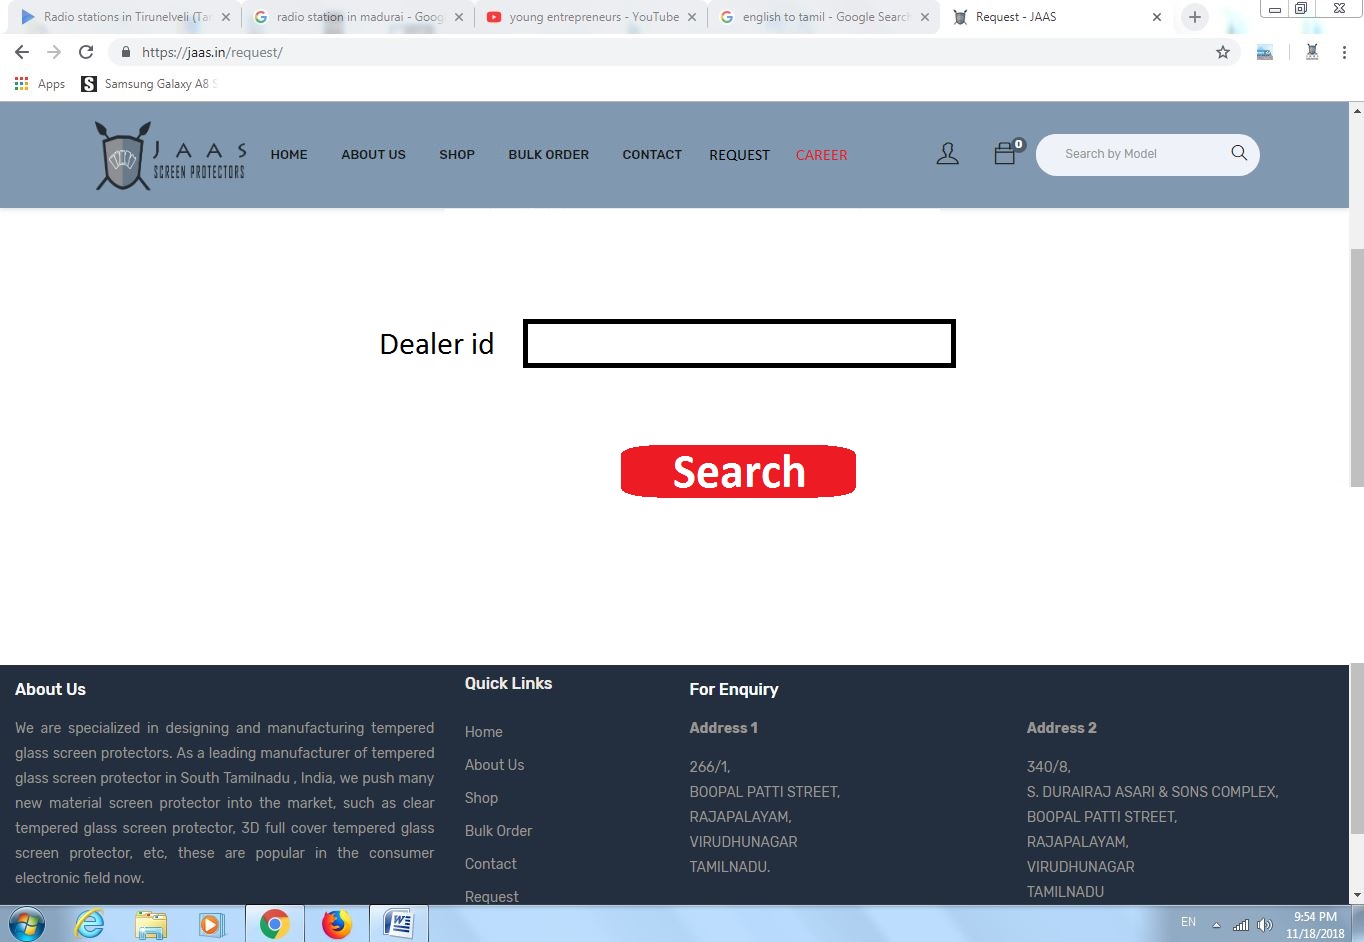 Radio stations in Tirunelveli (Tar
radio station in madurai - Goog
young entrepreneurs - YouTube
english to tamil - Google Search
Request - JAAS
https://jaas.in/request/
Apps
Samsung Galaxy A8 S
JAAS
SCREEN PROTECTORS
HOME
ABOUT US
SHOP
BULK ORDER
CONTACT
REQUEST
CAREER
0
Search by Model
Dealer id
Search
About Us
We are specialized in designing and manufacturing tempered
glass screen protectors. As a leading manufacturer of tempered
glass screen protector in South Tamilnadu , India, we push many
new material screen protector into the market, such as clear
tempered glass screen protector, 3D full cover tempered glass
screen protector, etc, these are popular in the consumer
electronic field now.
Quick Links
Home
About Us
Shop
Bulk Order
Contact
Request
For Enquiry
Address 1
266/1,
BOOPAL PATTI STREET,
RAJAPALAYAM,
VIRUDHUNAGAR
TAMILNADU.
Address 2
340/8,
S. DURAIRAJ ASARI & SONS COMPLEX,
BOOPAL PATTI STREET,
RAJAPALAYAM,
VIRUDHUNAGAR
TAMILNADU
EN
9:54 PM
11/18/2018